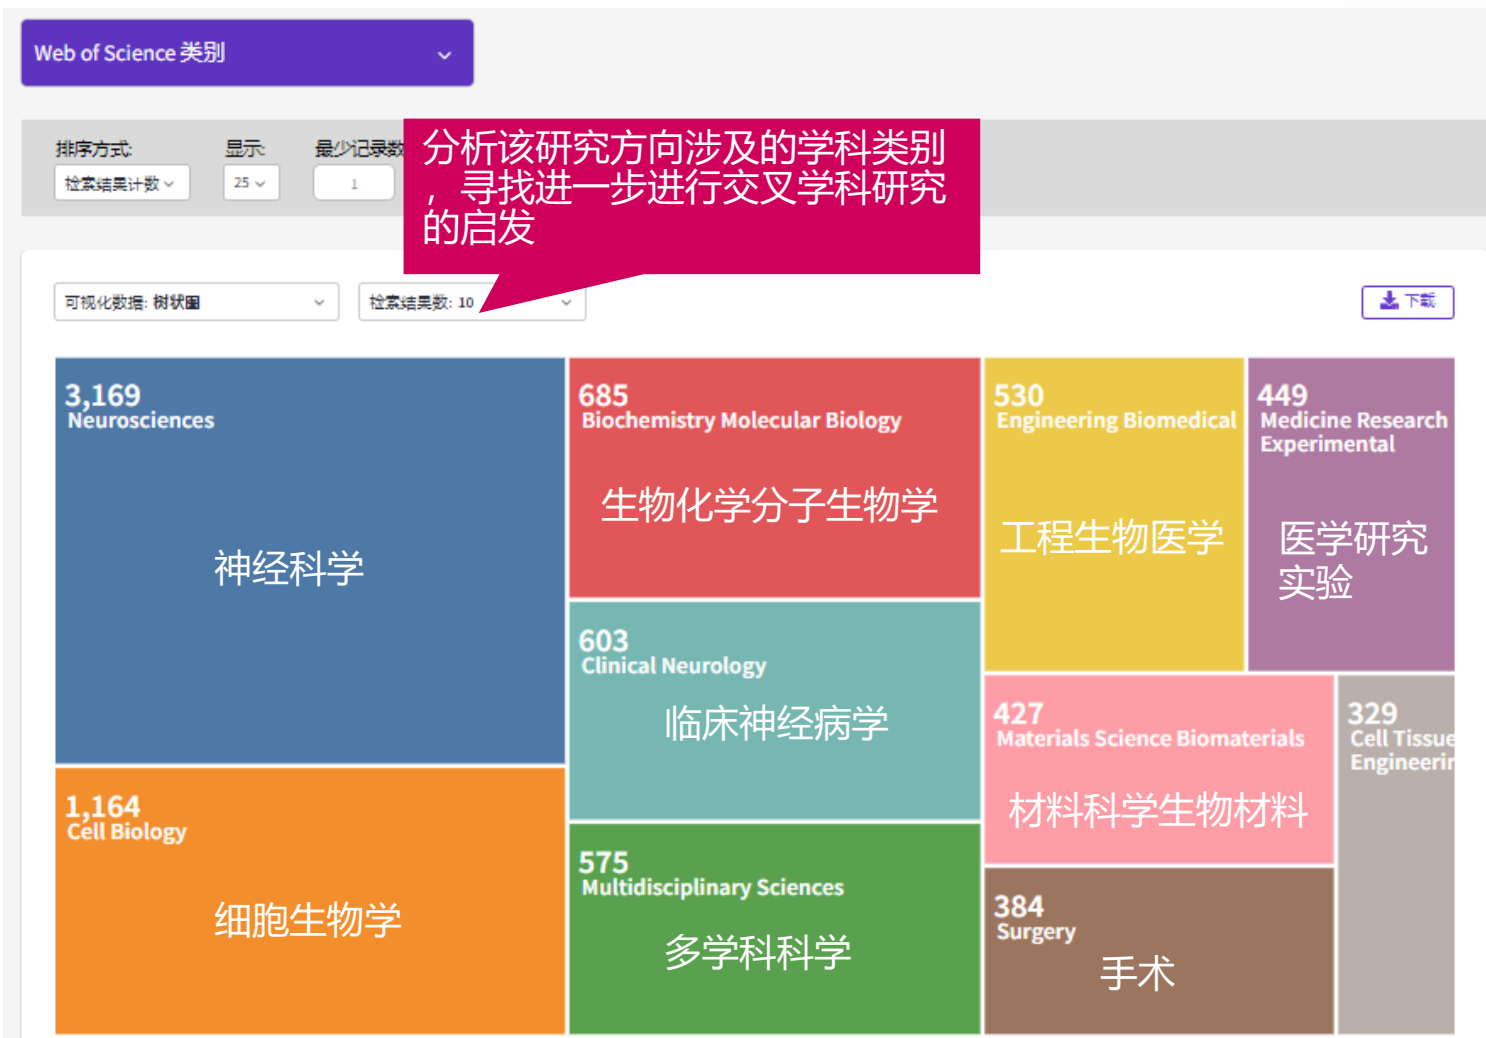 Web of Science 类别
排序方式:
显示:
最少记录数
检索结果计数
25
1
分析该研究方向涉及的学科类别
，寻找进一步进行交叉学科研究
的启发
可视化数据: 树状图
检索结果数: 10
下载
3,169
Neurosciences
神经科学
685
Biochemistry Molecular Biology
生物化学分子生物学
530
Engineering Biomedical
工程生物医学
449
Medicine Research
Experimental
医学研究
实验
603
Clinical Neurology
临床神经病学
427
Materials Science Biomaterials
材料科学生物材料
329
Cell Tissue
Engineerin
1,164
Cell Biology
细胞生物学
575
Multidisciplinary Sciences
多学科科学
384
Surgery
手术